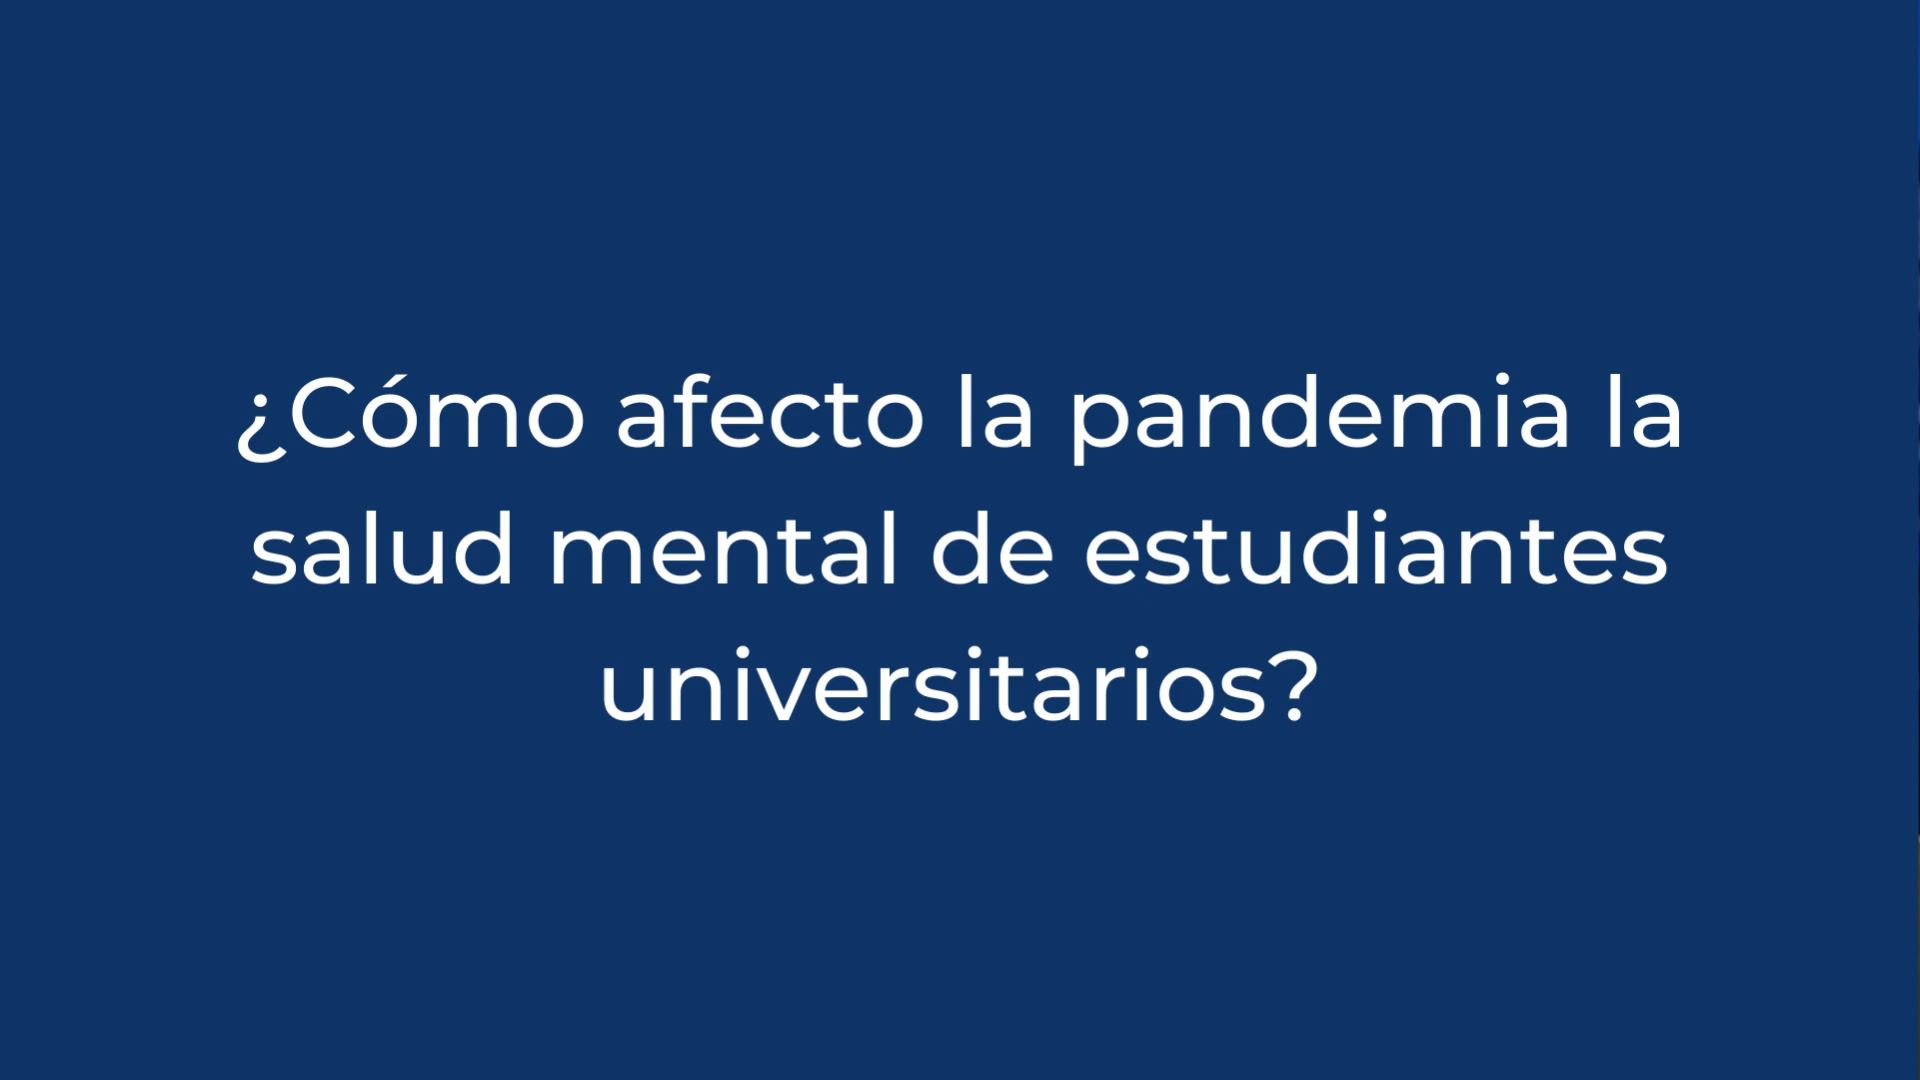 ¿Cómo afecto la pandemia la
salud mental de estudiantes
universitarios?